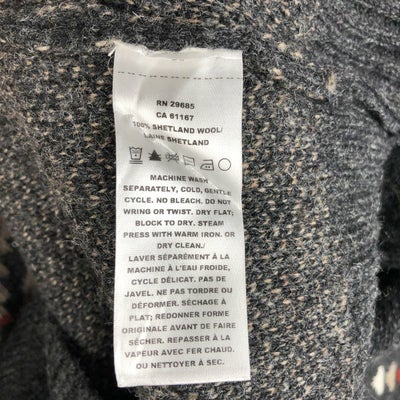 RN 29685
CA 61167
100% SHETLAND WOOL/
LAINE SHETLAND
MACHINE WASH
SEPARATELY, COLD, GENTLE
CYCLE. NO BLEACH. DO NOT
WRING OR TWIST. DRY FLAT;
BLOCK TO DRY. STEAM
PRESS WITH WARM IRON. OR
DRY CLEAN./
LAVER SÉPARÉMENT À LA
MACHINE À L'EAU FROIDE,
CYCLE DÉLICAT. PAS DE
JAVEL. NE PAS TORDRE OU
DÉFORMER. SÉCHAGE À
PLAT; REDONNER FORME
ORIGINALE AVANT DE FAIRE
SÉCHER. REPASSER À LA
VAPEUR AVEC FER CHAUD.
OU NETTOYER À SEC.